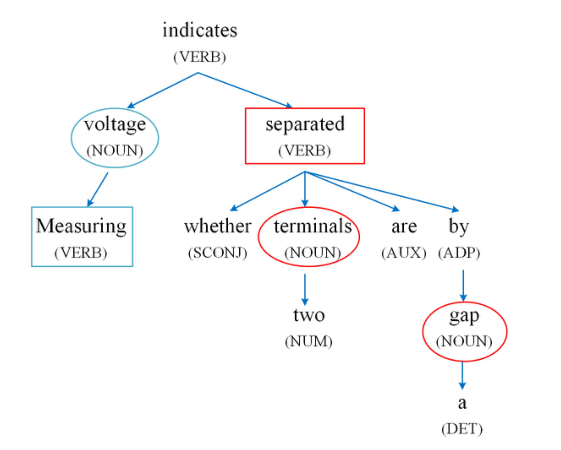 indicates
(VERB)
voltage separated
(NOUN) (VERB)
Measuring whether terminals are by
(VERB) (SCONJ) (NOUN) (AUX) (ADP)
two gap
(NUM) (NOUN)
a
(DET)